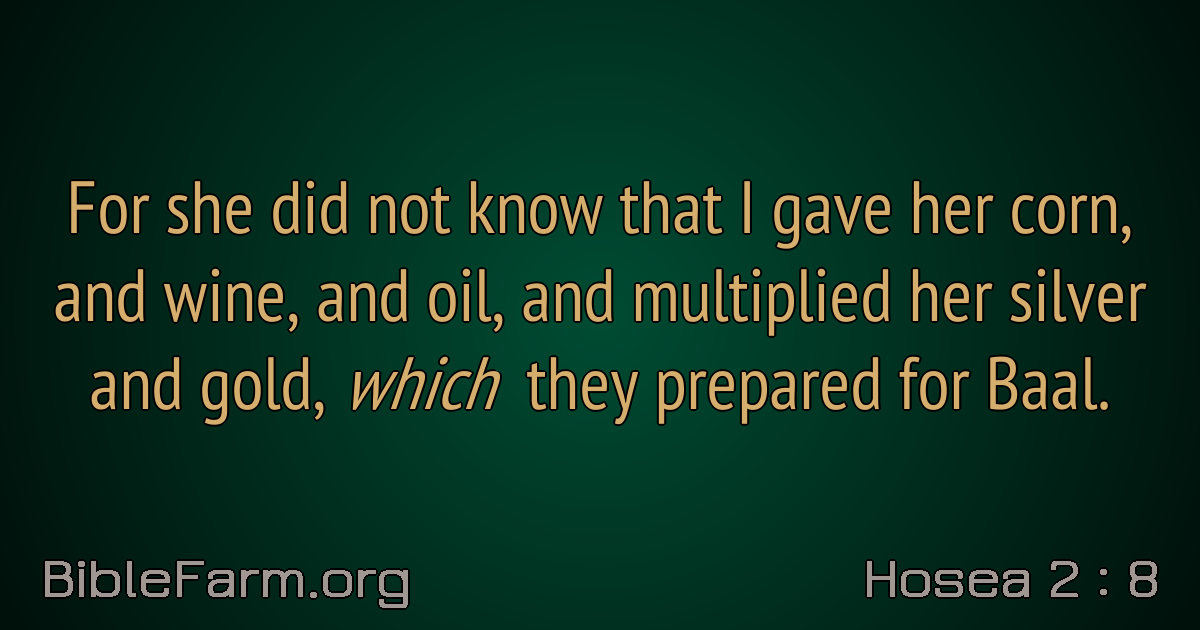 For she did not know that I gave her corn,
and wine, and oil, and multiplied her silver
and gold, which they prepared for Baal.
BibleFarm.org
Hosea 2 : 8